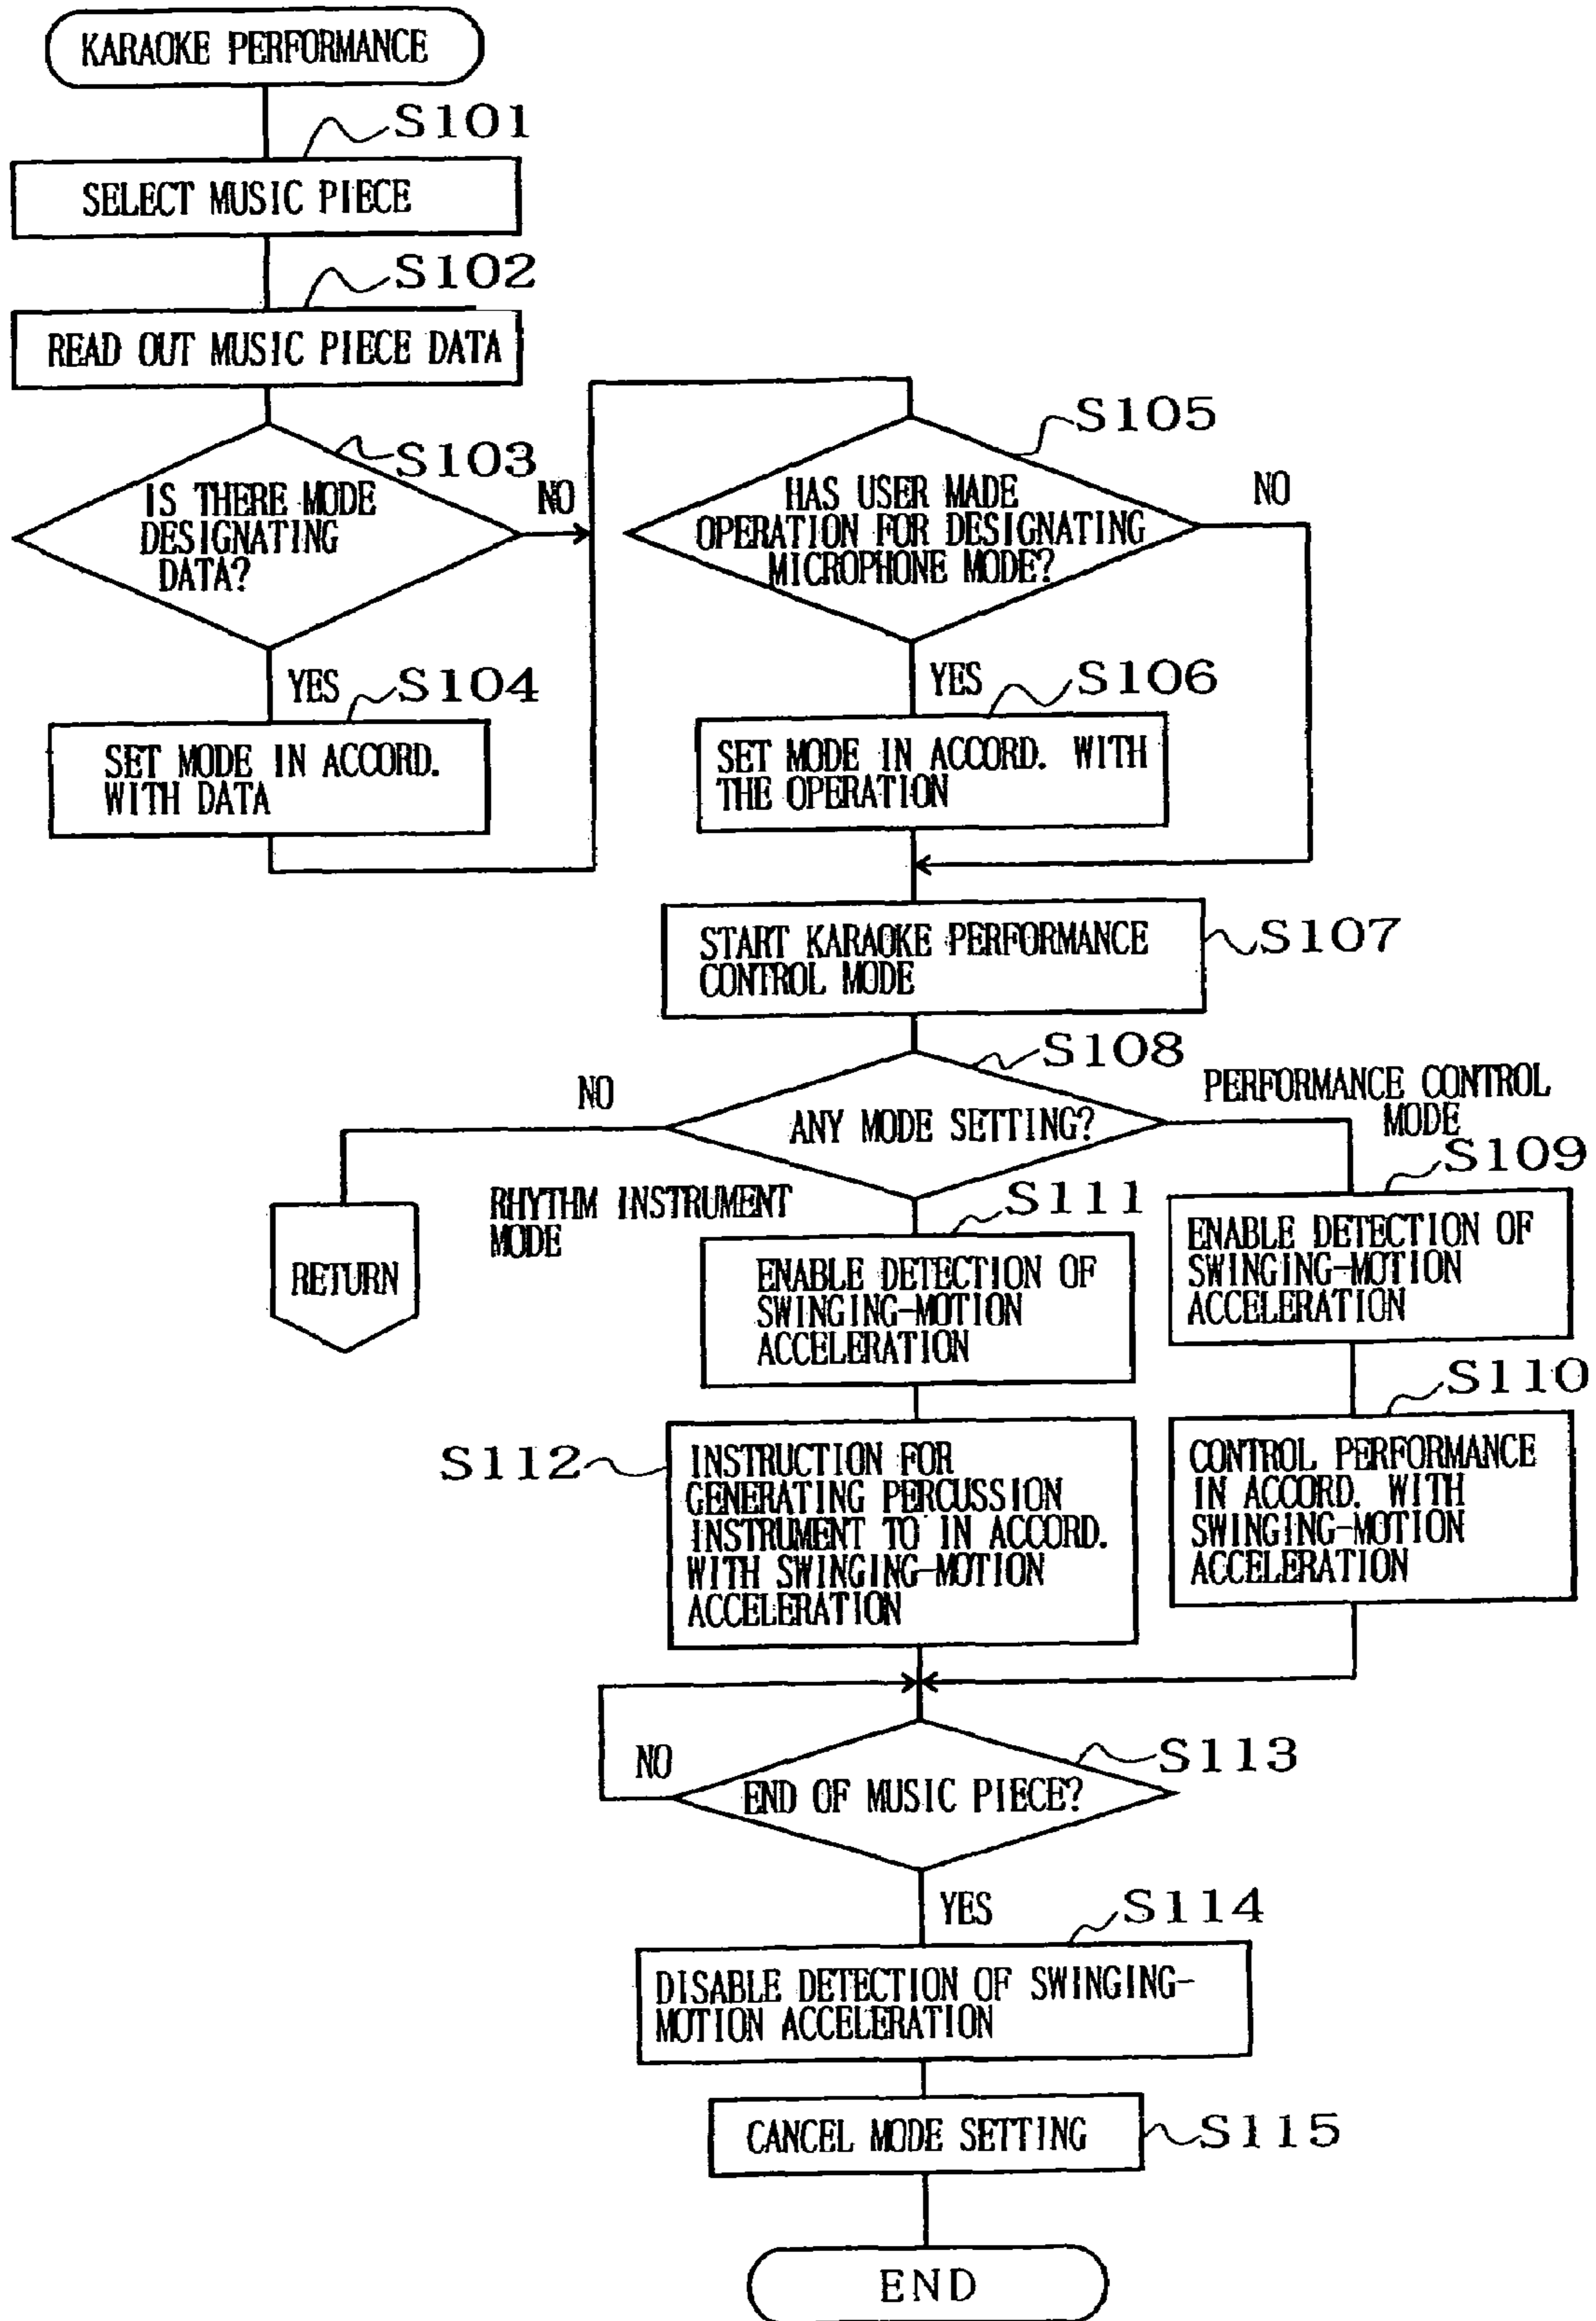 KARAOKE PERFORMANCE
S101
SELECT MUSIC PIECE
S102
READ OUT MUSIC PIECE DATA
S103
IS THERE MODE
DESIGNATING
DATA?
NO
YES
S104
SET MODE IN ACCORD.
WITH DATA
S105
HAS USER MADE
OPERATION FOR DESIGNATING
MICROPHONE MODE?
NO
YES
S106
SET MODE IN ACCORD. WITH
THE OPERATION
START KARAOKE PERFORMANCE
CONTROL MODE
S107
S108
ANY MODE SETTING?
NO
RETURN
PERFORMANCE CONTROL
MODE
S109
ENABLE DETECTION OF
SWINGING-MOTION
ACCELERATION
S110
CONTROL PERFORMANCE
IN ACCORD. WITH
SWINGING-MOTION
ACCELERATION
RHYTHM INSTRUMENT
MODE
S111
ENABLE DETECTION OF
SWINGING-MOTION
ACCELERATION
S112
INSTRUCTION FOR
GENERATING PERCUSSION
INSTRUMENT TO IN ACCORD.
WITH SWINGING-MOTION
ACCELERATION
S113
END OF MUSIC PIECE?
NO
YES
S114
DISABLE DETECTION OF SWINGING-
MOTION ACCELERATION
CANCEL MODE SETTING
S115
END